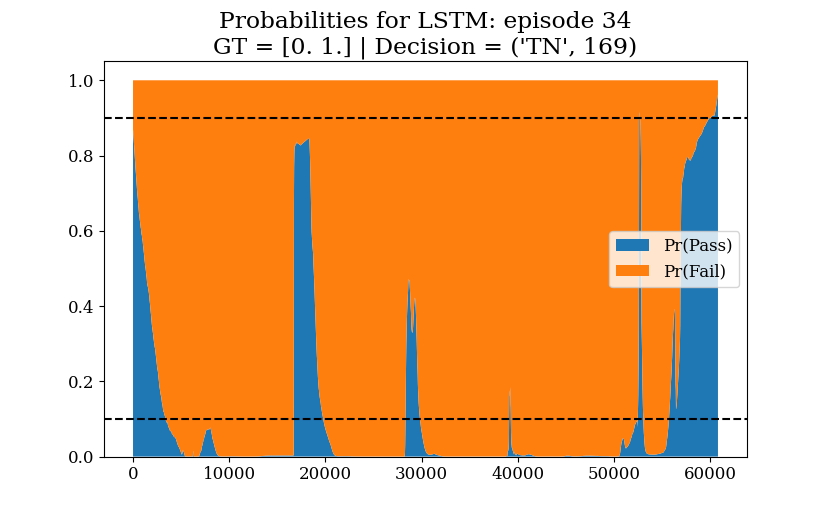 Probabilities for LSTM: episode 34
GT = [0. 1.] | Decision = ('TN', 169)
1.0
0.8
0.6
0.4
0.2
0.0
Pr(Pass)
Pr(Fail)
0 10000 20000 30000 40000 50000 60000